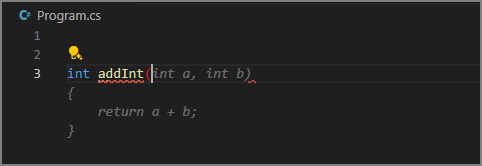 Program.cs
1
2
3 int addInt(int a, int b)
{
return a + b;
}